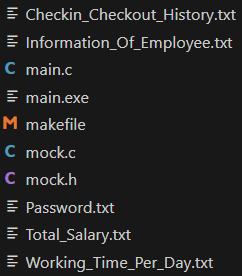 Checkin_Checkout_History.txt
Information_Of_Employee.txt
C main.c
main.exe
M makefile
C mock.c
C mock.h
Password.txt
Total_Salary.txt
Working_Time_Per_Day.txt